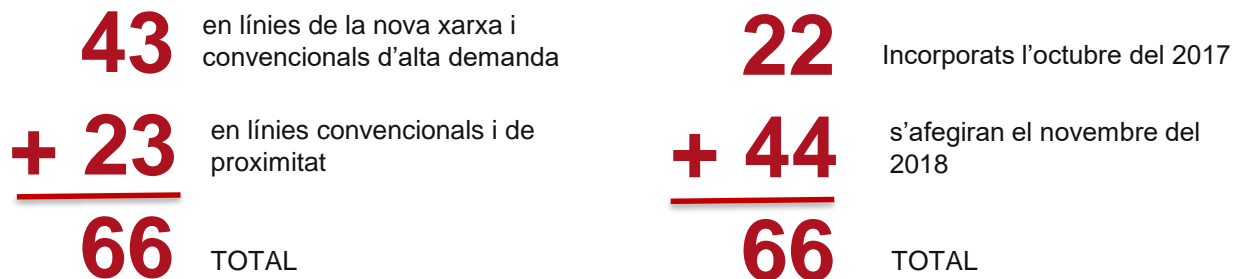 43
en línies de la nova xarxa i
convencionals d'alta demanda
+ 23
en línies convencionals i de
proximitat
66
TOTAL
22
Incorporats l'octubre del 2017
+ 44
s'afegiran el novembre del
2018
66
TOTAL